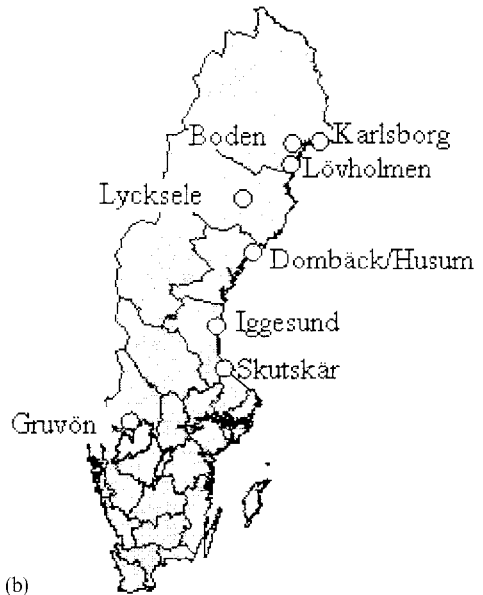 Boden
Karlsborg
Lövholmen
Lycksele
Dombäck/Husum
Iggesund
Skutskär
Gruvön
(b)